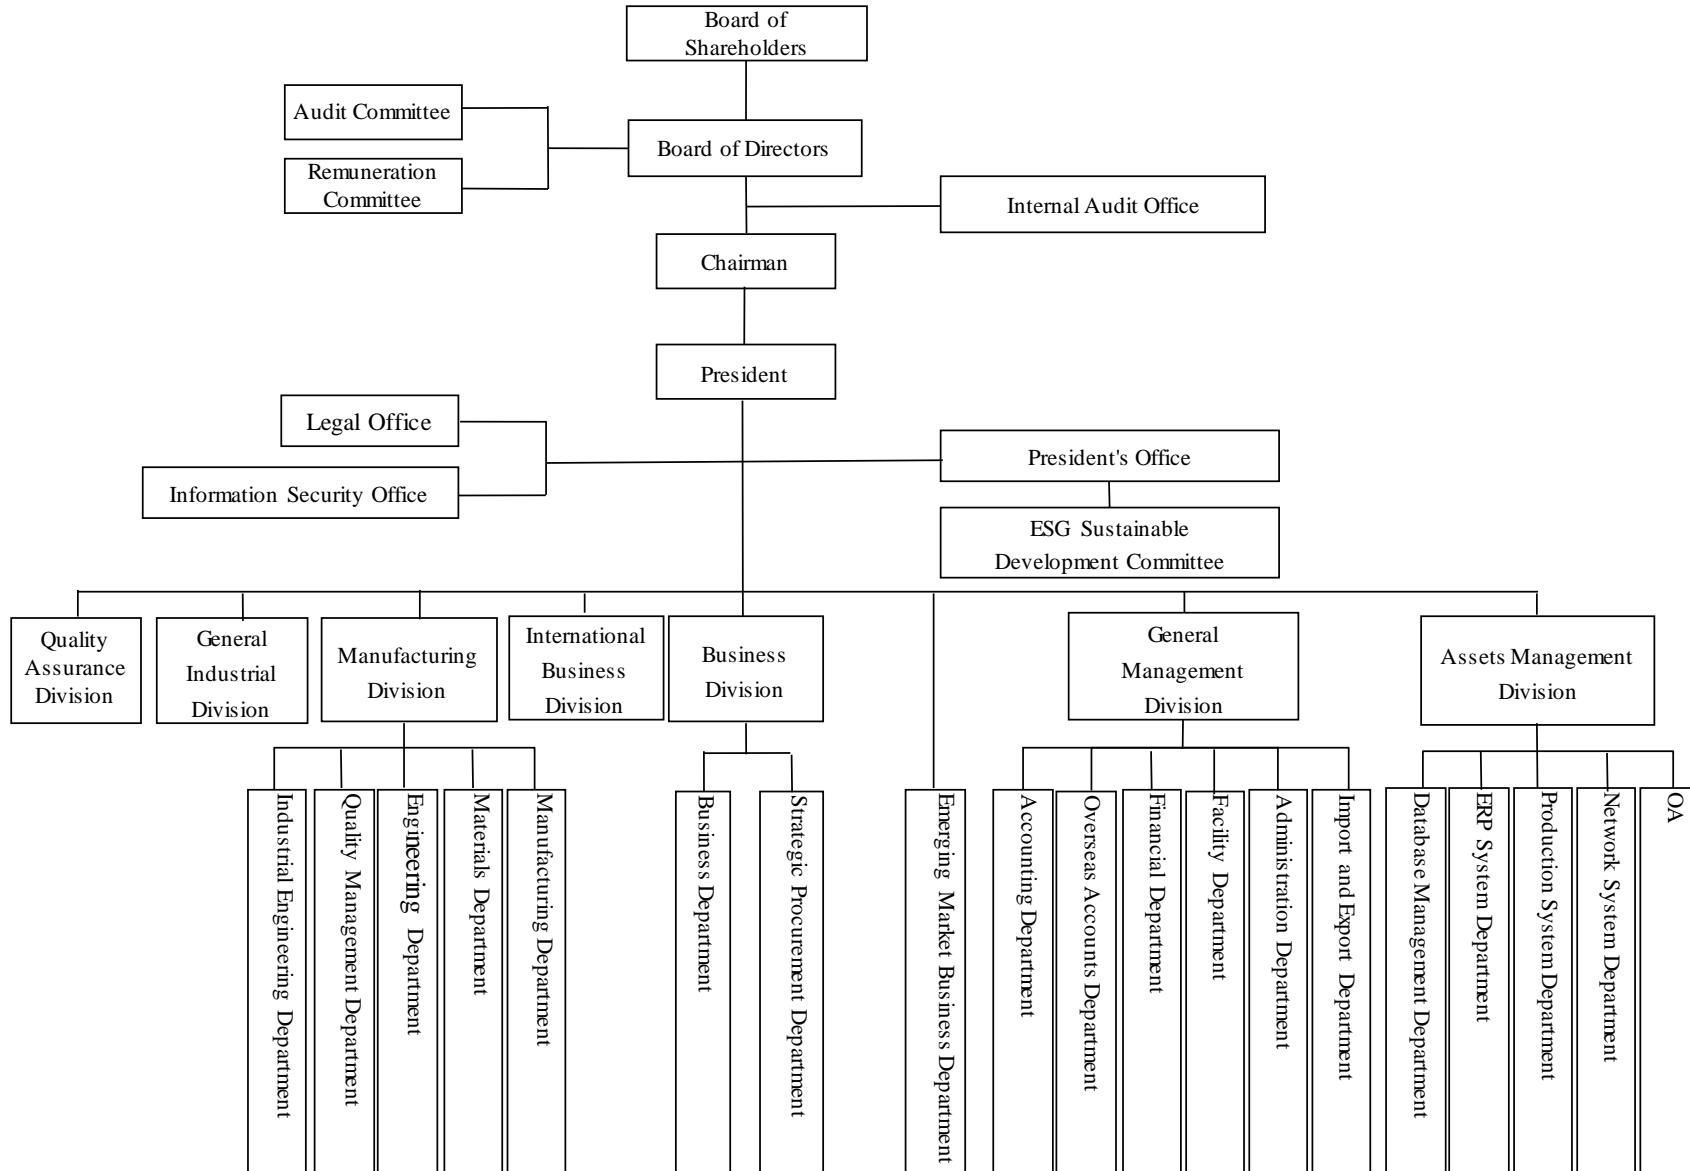 Board of
Shareholders
Audit Committee
Board of Directors
Remuneration
Committee
Internal Audit Office
Chairman
President
Legal Office
President's Office
Information Security Office
ESG Sustainable
Development Committee
Quality
Assurance
Division
General
Industrial
Division
Manufacturing
Division
International
Business
Division
Business
Division
General
Management
Division
Assets Management
Division
Industrial Engineering Department
Quality Management Department
Engineering Department
Materials Department
Manufacturing Department
Business Department
Strategic Procurement Department
Emerging Market Business Department
Accounting Department
Overseas Accounts Department
Financial Department
Facility Department
Administration Department
Import and Export Department
Database Management Department
ERP System Department
Production System Department
Network System Department
OA